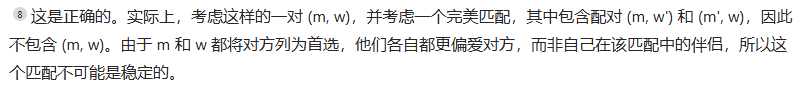 ⑧ 这是正确的。实际上，考虑这样的一对 (m, w)，并考虑一个完美匹配，其中包含配对 (m, w') 和 (m', w)，因此
不包含 (m, w)。由于 m 和 w 都将对方列为首选，他们各自都更偏爱对方，而非自己在该匹配中的伴侣，所以这
个匹配不可能是稳定的。